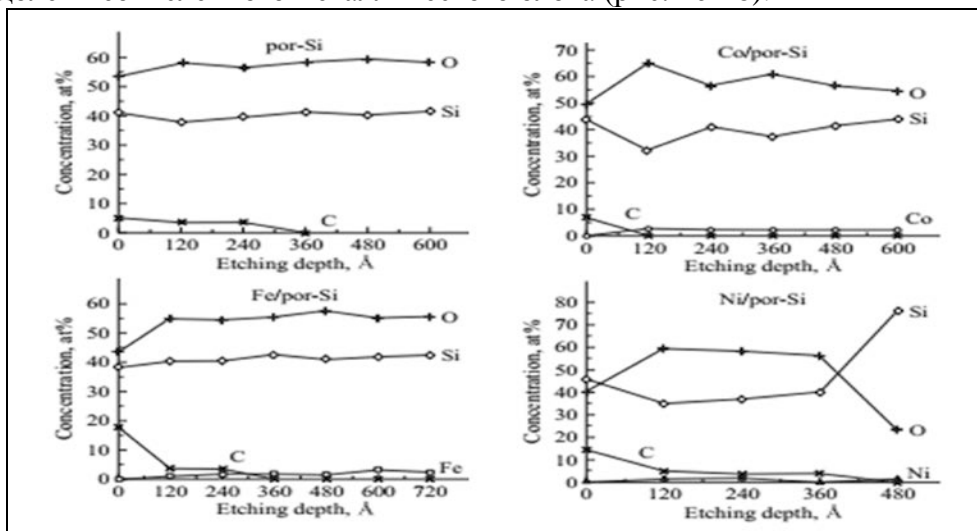 por-Si
Concentration, at%
60
50
40
30
20
10
0
O
Si
C
0 120 240 360 480 600
Etching depth, Å
Co/por-Si
Concentration, at%
70
60
50
40
30
20
10
0
O
Si
C
Co
0 120 240 360 480 600
Etching depth, Å
Fe/por-Si
Concentration, at%
60
50
40
30
20
10
0
O
Si
C
Fe
0 120 240 360 480 600 720
Etching depth, Å
Ni/por-Si
Concentration, at%
80
70
60
50
40
30
20
10
0
Si
O
C
Ni
0 120 240 360 480
Etching depth, Å